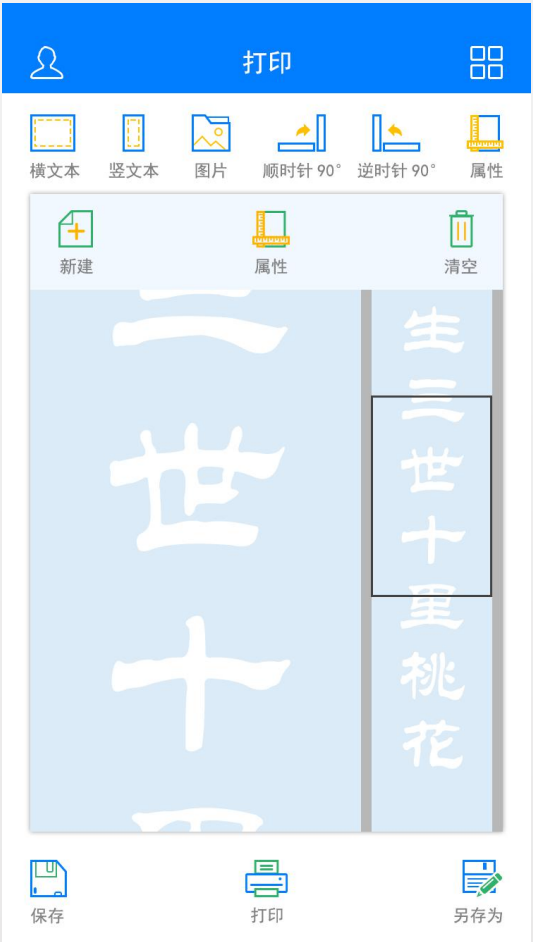 打印
横文本 竖文本 图片 顺时针 90° 逆时针 90° 属性
新建 属性 清空
三世十里
生三世十里桃花
保存 打印 另存为